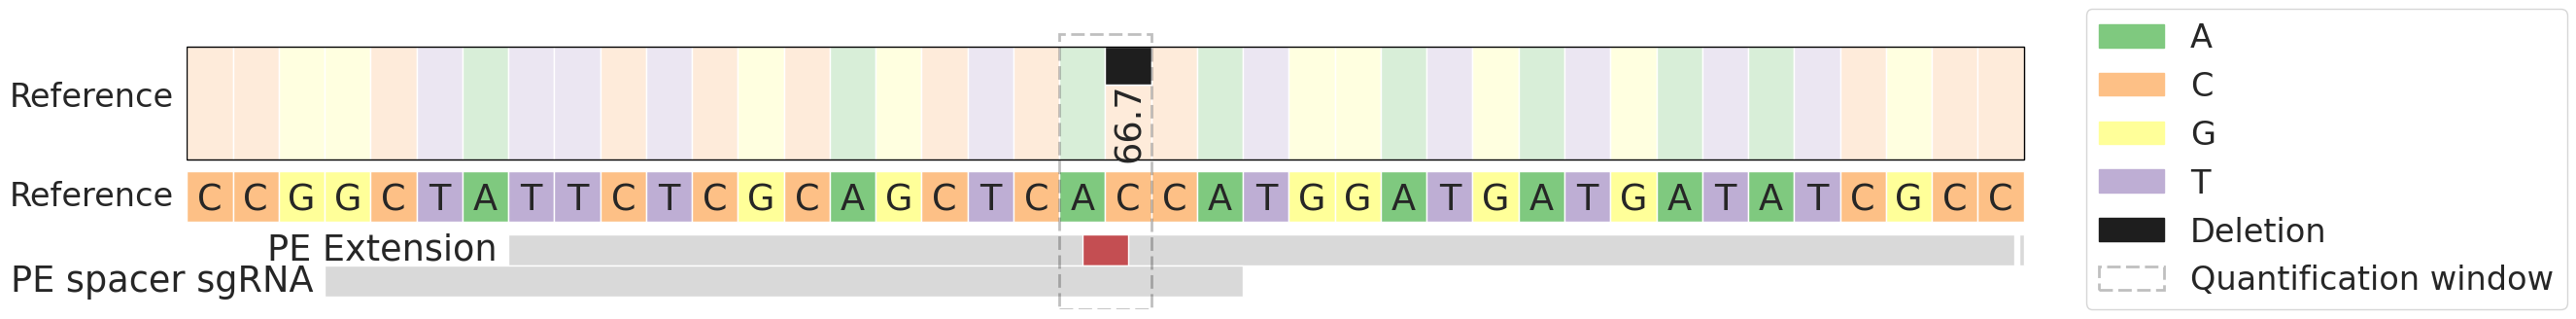 Reference
66.7
Reference C C G G C T A T T C T C G C A G C T C A C C A T G G A T G A T G A T A T C G C C
PE Extension
PE spacer sgRNA
A
C
G
T
Deletion
Quantification window